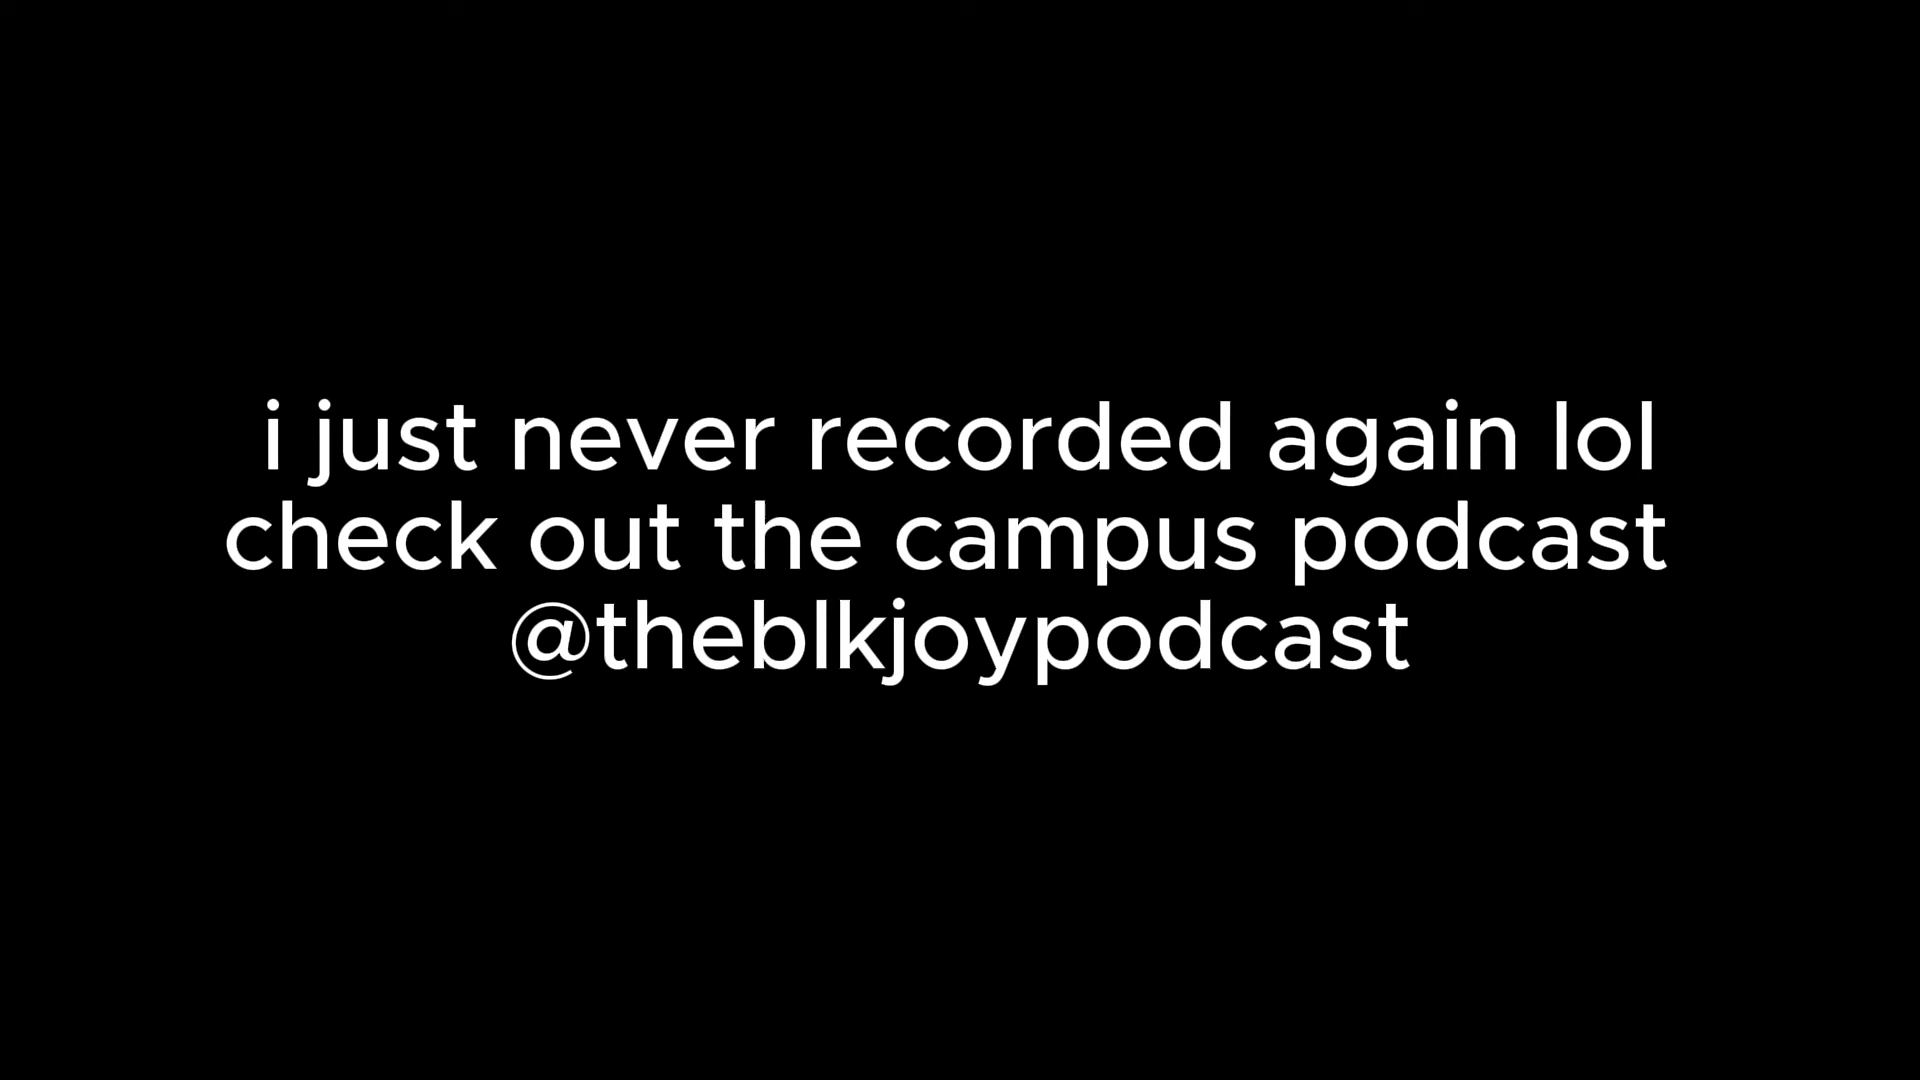 i just never recorded again lol
check out the campus podcast
@theblkjoypodcast